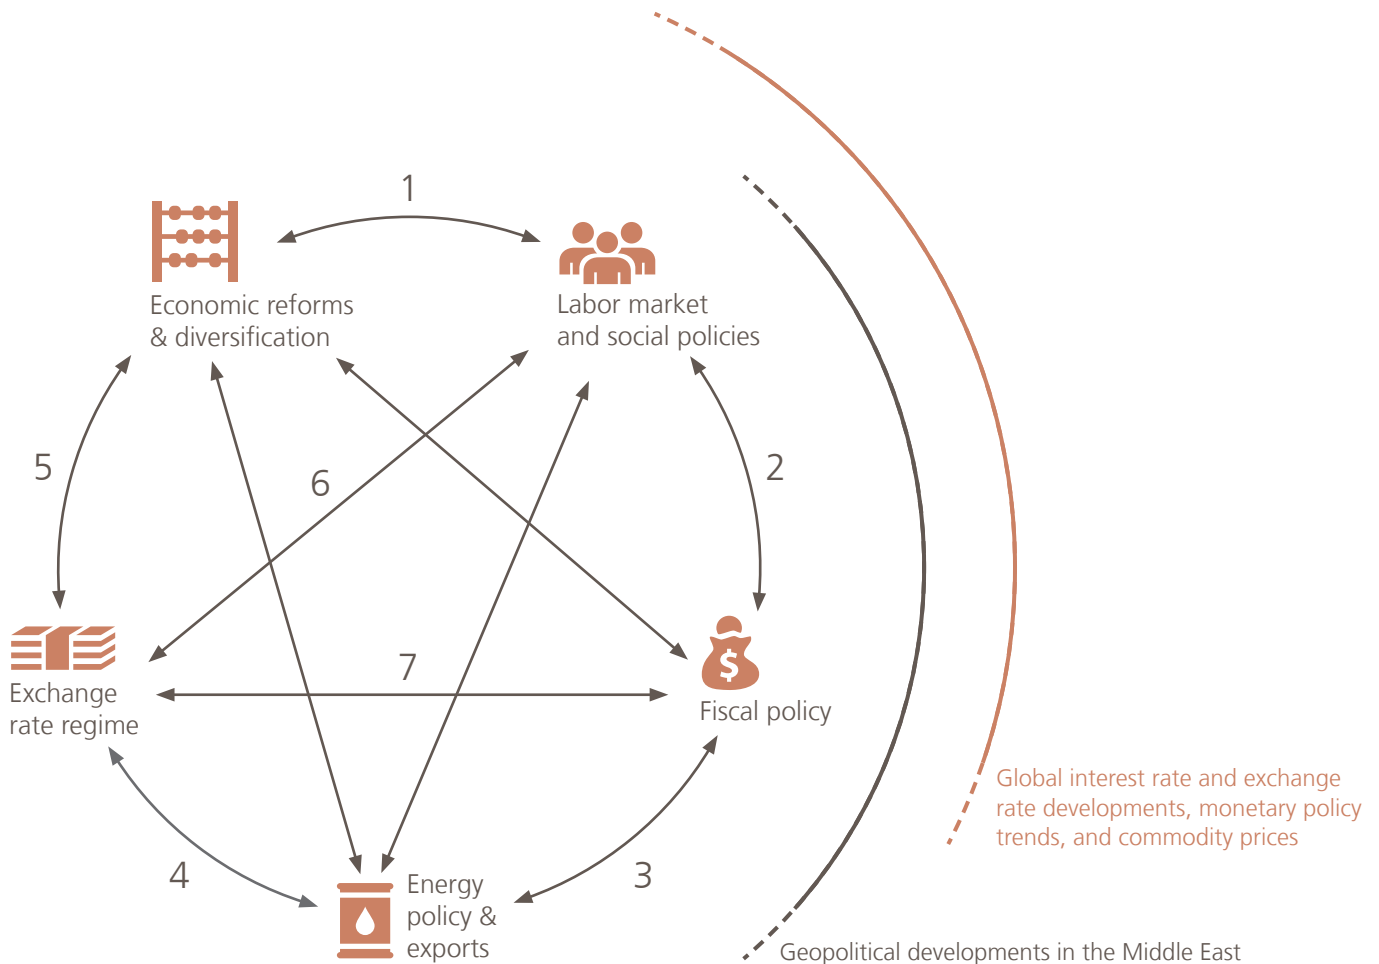 1
Economic reforms
& diversification
Labor market
and social policies
5
6
2
7
Exchange
rate regime
$
Fiscal policy
4
3
Energy
policy &
exports
Global interest rate and exchange
rate developments, monetary policy
trends, and commodity prices
Geopolitical developments in the Middle East